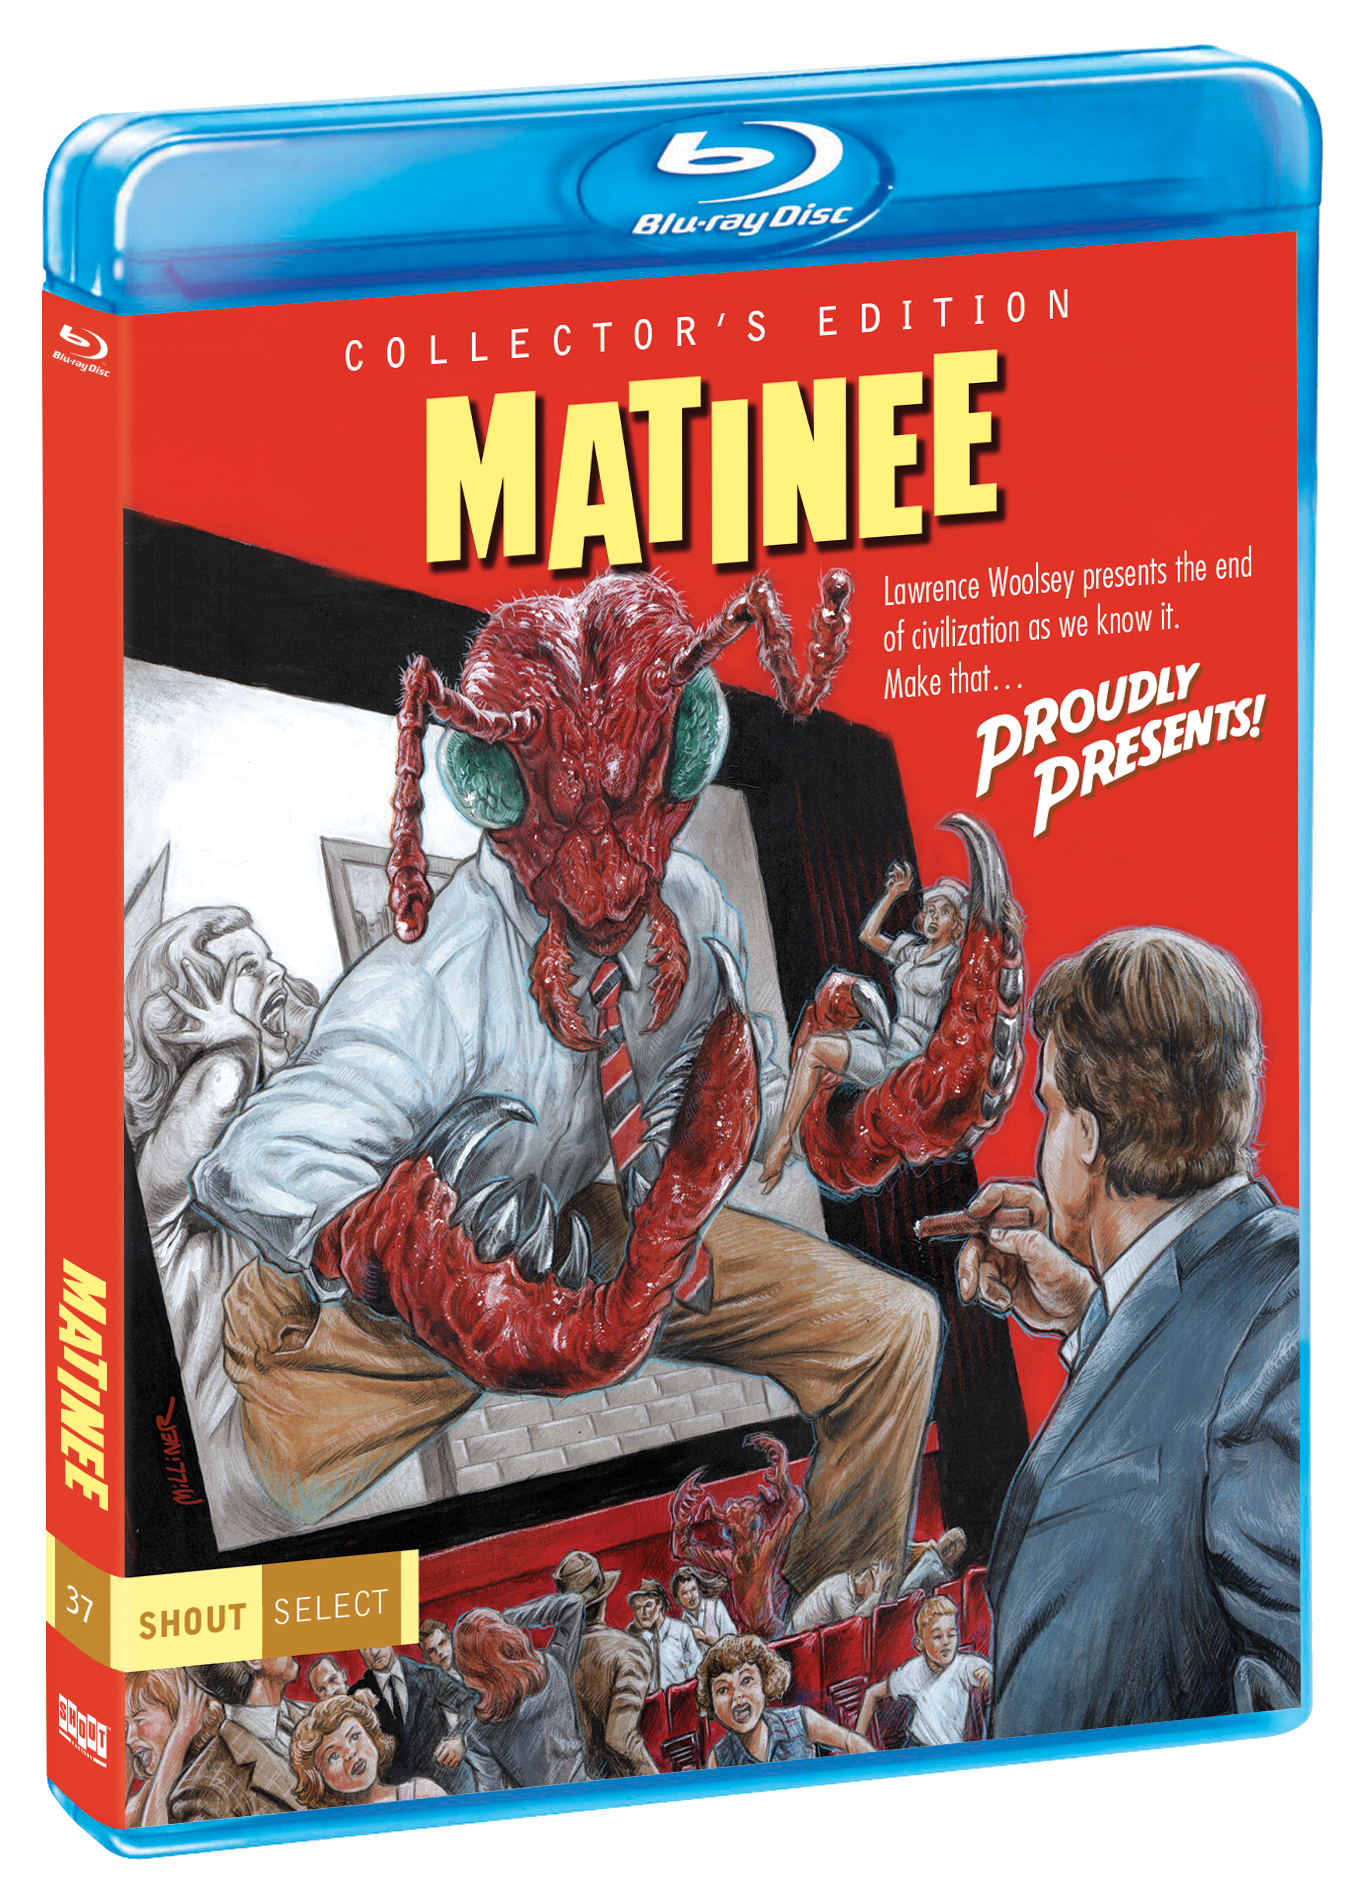 Blu-ray Disc
COLLECTOR'S EDITION
MATINEE
Lawrence Woolsey presents the end
of civilization as we know it.
Make that...
PROUDLY
PRESENTS!
MiLLiNER
SHOUT SELECT
Blu-ray Disc
MATINEE
37
SHOUT